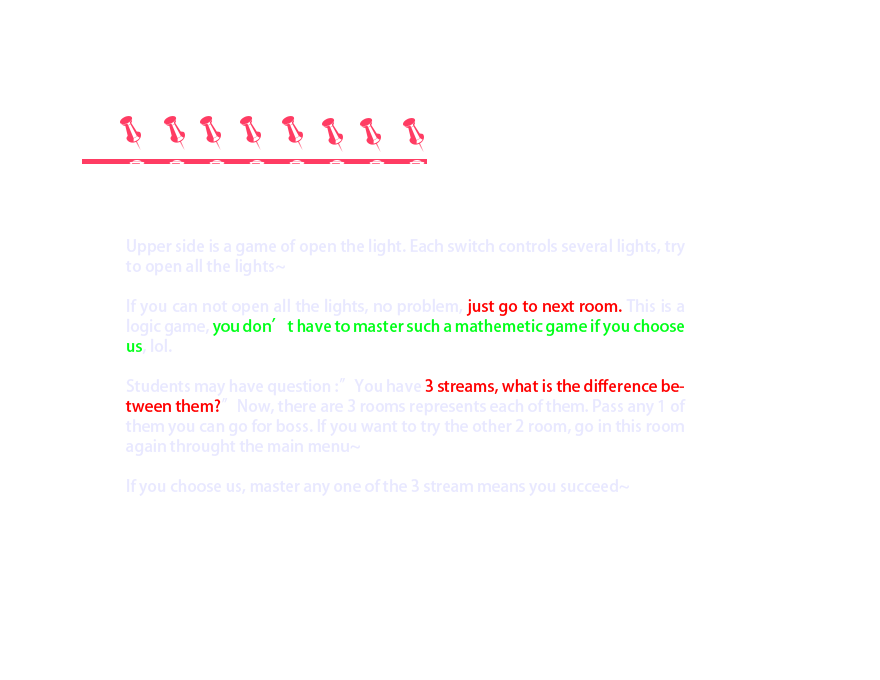 Upper side is a game of open the light. Each switch controls several lights, try
to open all the lights~
If you can not open all the lights, no problem, just go to next room. This is a
logic game, you don′t have to master such a mathemetic game if you choose
us, lol.
Students may have question :″ You have 3 streams, what is the difference be-
tween them?″ Now, there are 3 rooms represents each of them. Pass any 1 of
them you can go for boss. If you want to try the other 2 room, go in this room
again throught the main menu~
If you choose us, master any one of the 3 stream means you succeed~